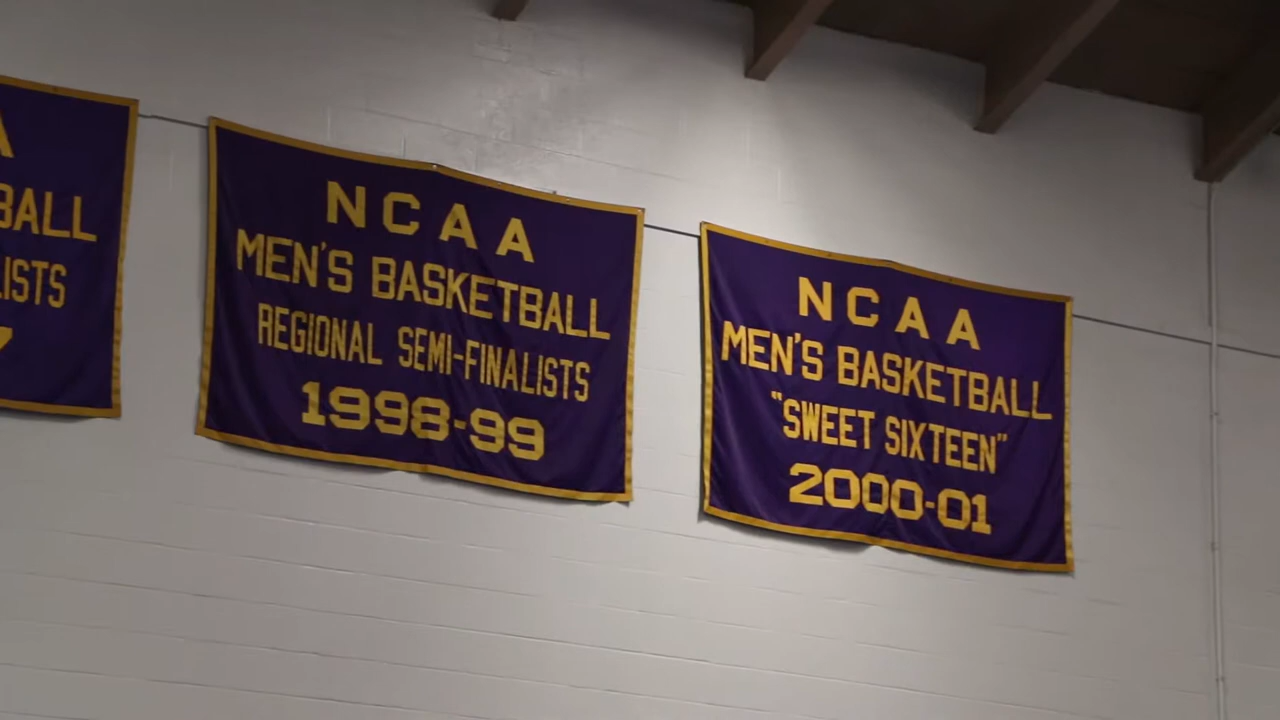 NCAA
MEN'S BASKETBALL
REGIONAL SEMI-FINALISTS
1998-99
NCAA
MEN'S BASKETBALL
"SWEET SIXTEEN"
2000-01